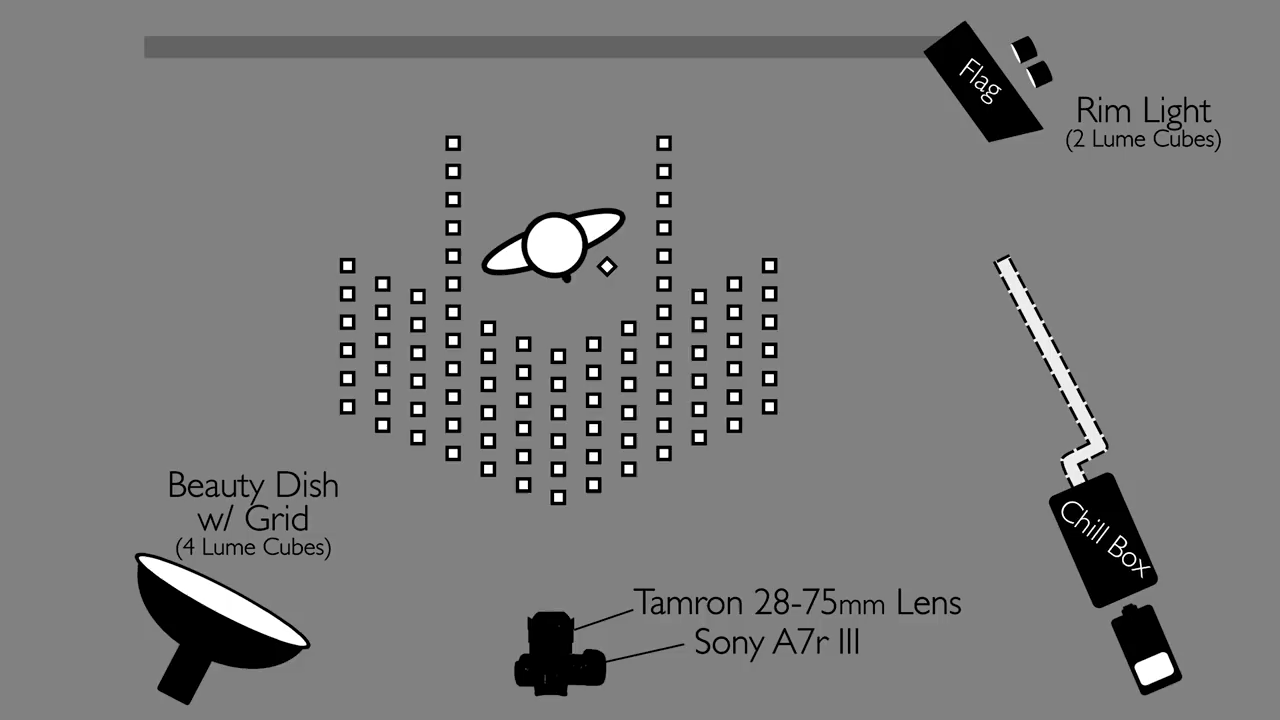 Flag
Rim Light
(2 Lume Cubes)
Beauty Dish
w/ Grid
(4 Lume Cubes)
Chill Box
Tamron 28-75mm Lens
Sony A7r III